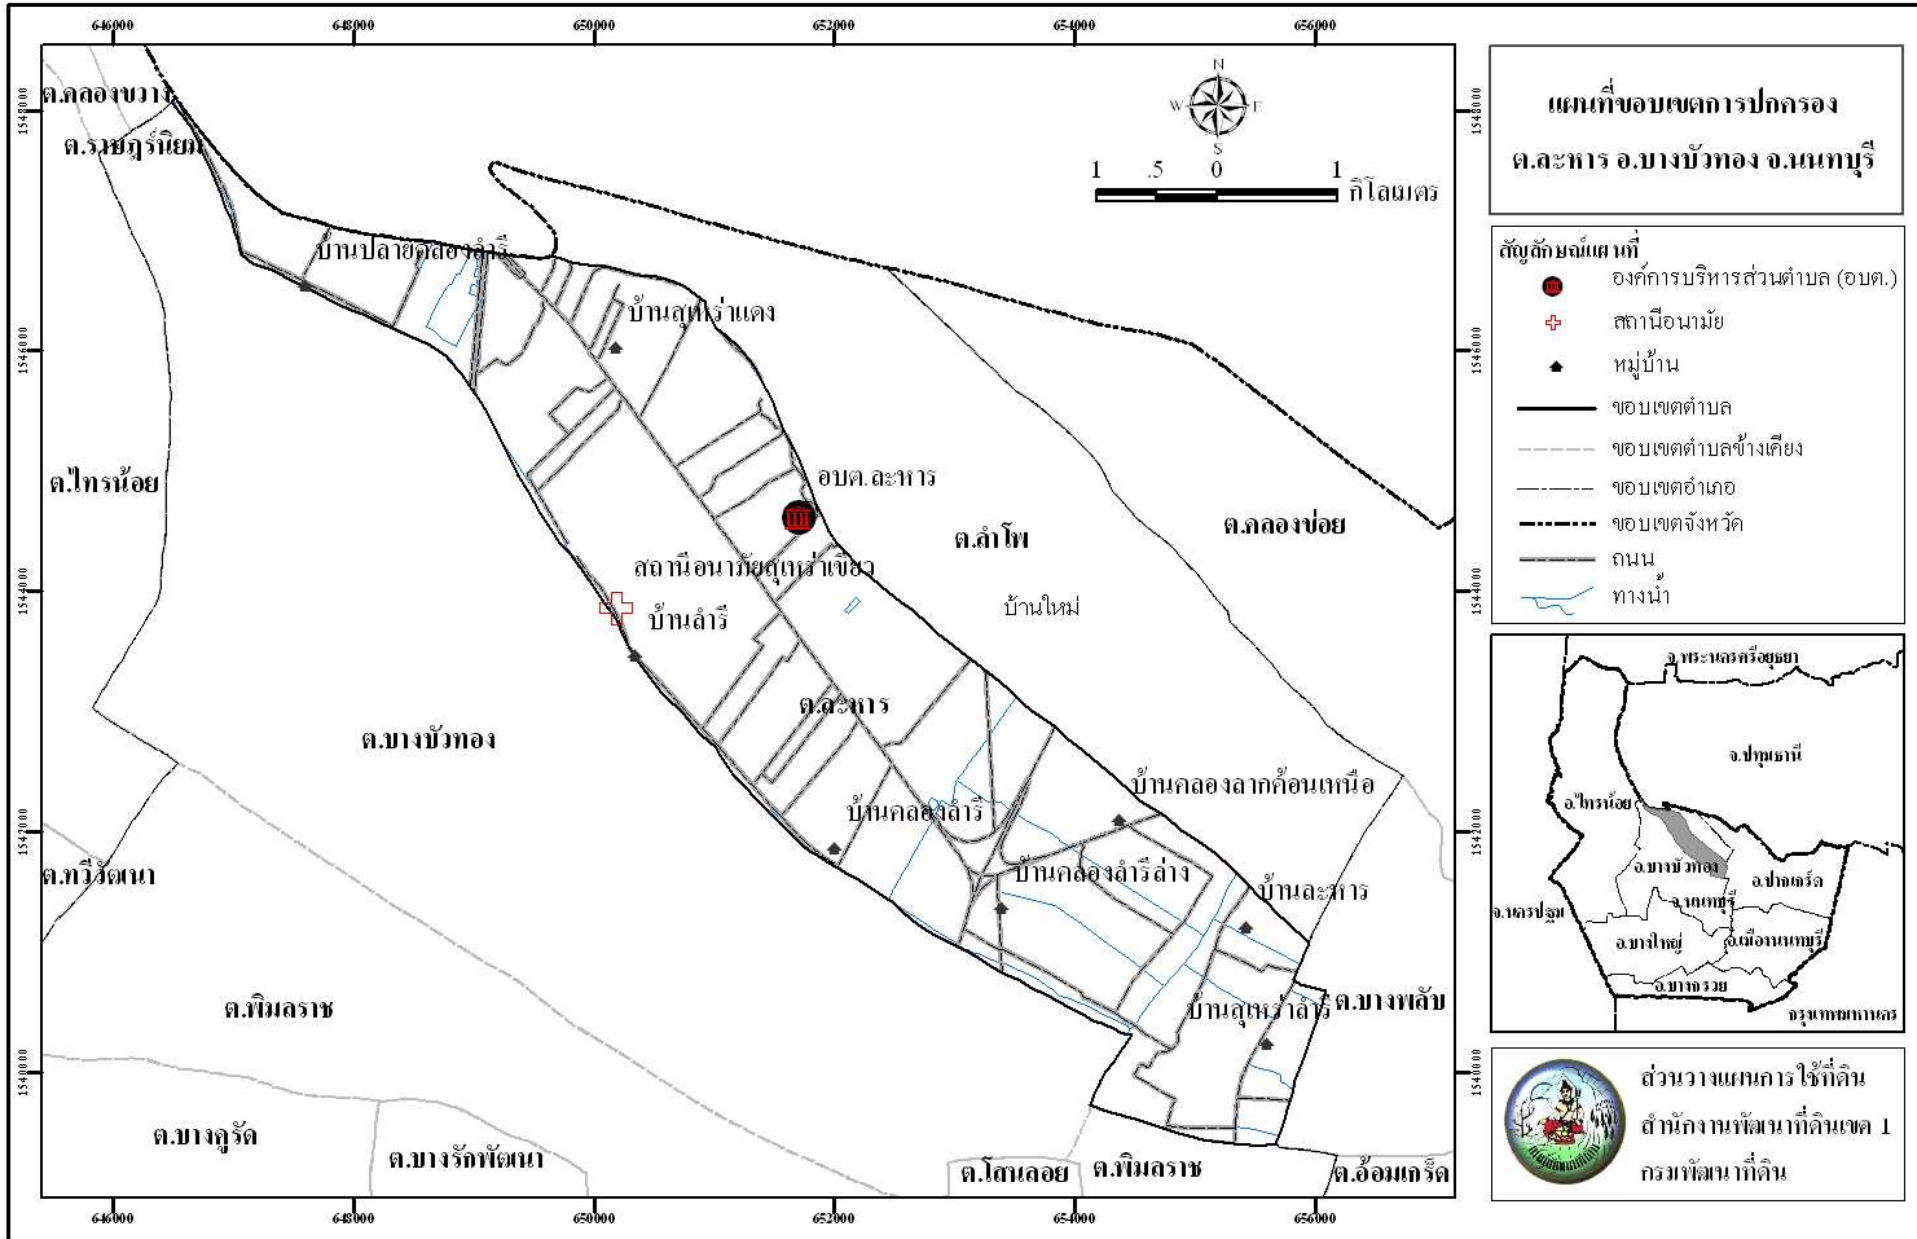 646000
648000
650000
652000
654000
656000
1548000
1546000
1544000
1542000
1540000
ต.คลองขวาง
ต.ราษฎร์นิยม
N
W
E
S
1 .5 0 1 กิโลเมตร
บ้านปลายคลองลำรี
บ้านสุเหร่าแดง
ต.ไทรน้อย
อบต.ละหาร
ต.ลำโพ
ต.คลองข่อย
สถานีอนามัยสุเหร่าเขียว
บ้านลำรี
บ้านใหม่
ต.ละหาร
ต.บางบัวทอง
บ้านคลองลากค้อนเหนือ
บ้านคลองลำรี
ต.ทวีวัฒนา
บ้านคลองลำรีล่าง
บ้านละหาร
ต.พิมลราช
บ้านสุเหร่าลำรี
ต.บางพลับ
ต.บางคูรัด
ต.บางรักพัฒนา
ต.โสนลอย
ต.พิมลราช
ต.อ้อมเกร็ด
1548000
1546000
1544000
1542000
1540000
646000
648000
650000
652000
654000
656000
แผนที่ขอบเขตการปกครอง
ต.ละหาร อ.บางบัวทอง จ.นนทบุรี
สัญลักษณ์แผนที่
องค์การบริหารส่วนตำบล (อบต.)
สถานีอนามัย
หมู่บ้าน
ขอบเขตตำบล
ขอบเขตตำบลข้างเคียง
ขอบเขตอำเภอ
ขอบเขตจังหวัด
ถนน
ทางน้ำ
จ.พระนครศรีอยุธยา
จ.ปทุมธานี
อ.ไทรน้อย
อ.บางบัวทอง
อ.ปากเกร็ด
จ.นนทบุรี
จ.นครปฐม
อ.บางใหญ่
อ.เมืองนนทบุรี
อ.บางกรวย
กรุงเทพมหานคร
ส่วนวางแผนการใช้ที่ดิน
สำนักงานพัฒนาที่ดินเขต 1
กรมพัฒนาที่ดิน